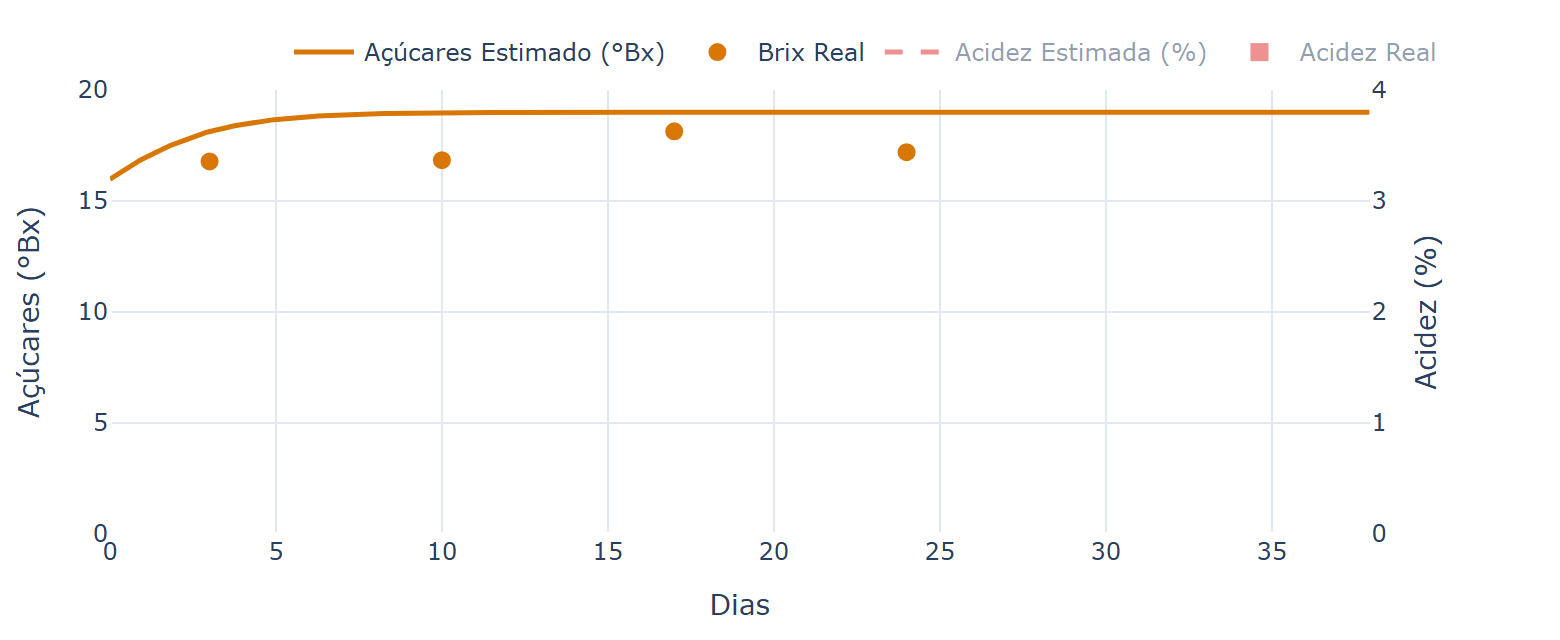 Açúcares Estimado (°Bx) Brix Real Acidez Estimada (%) Acidez Real
20 4
15 3
10 2
5 1
0 0
Açúcares (°Bx)
Acidez (%)
0 5 10 15 20 25 30 35
Dias